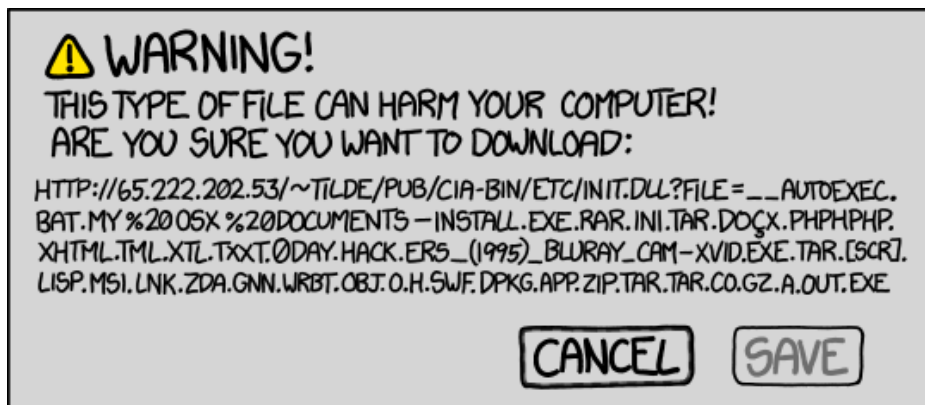 WARNING!
THIS TYPE OF FILE CAN HARM YOUR COMPUTER!
ARE YOU SURE YOU WANT TO DOWNLOAD:
HTTP://65.222.202.53/~TILDE/PUB/CIA-BIN/ETC/INIT.DLL?FILE=__AUTOEXEC.
BAT.MY%20OSX%20DOCUMENTS-INSTALL.EXE.RAR.INI.TAR.DOÇX.PHPHPHP.
XHTML.TML.XTL.TXXT.0DAY.HACK.ERS_(1995)_BLURAY_CAM-XVID.EXE.TAR.[SCR].
LISP.MSI.LNK.ZDA.GNN.WRBT.OBJ.O.H.SWF.DPKG.APP.ZIP.TAR.TAR.CO.GZ.A.OUT.EXE
CANCEL SAVE